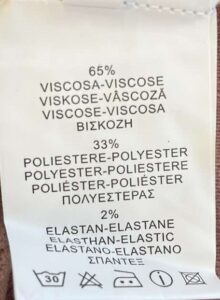 65%
VISCOSA-VISCOSE
VISKOSE-VÂSCOZĂ
VISCOSE-VISCOSA
ΒΙΣΚΟΖΗ
33%
POLIESTERE-POLYESTER
POLYESTER-POLIESTERE
POLIÉSTER-POLIÉSTER
ΠΟΛΥΕΣΤΕΡΑΣ
2%
ELASTAN-ELASTANE
ELASTHAN-ELASTIC
ELASTANO-ELASTANO
ΣΠΑΝΤΕΞ
30